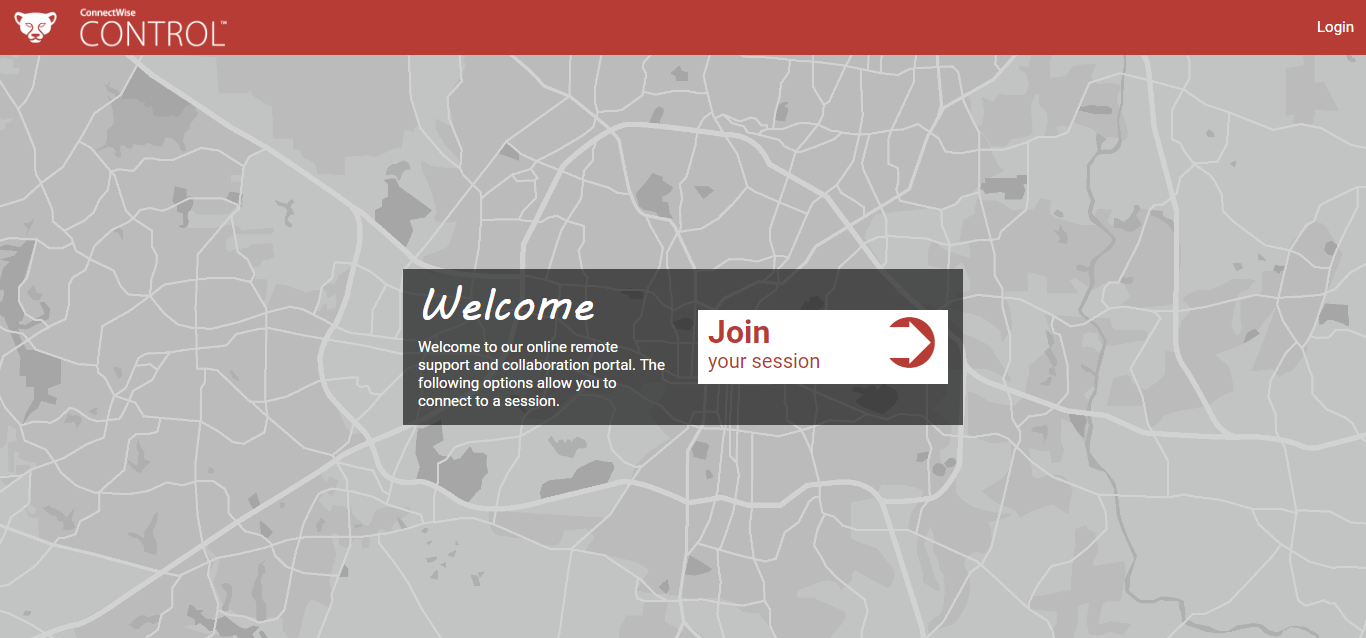 ConnectWise
CONTROL™
Login
Welcome
Welcome to our online remote
support and collaboration portal. The
following options allow you to
connect to a session.
Join
your session